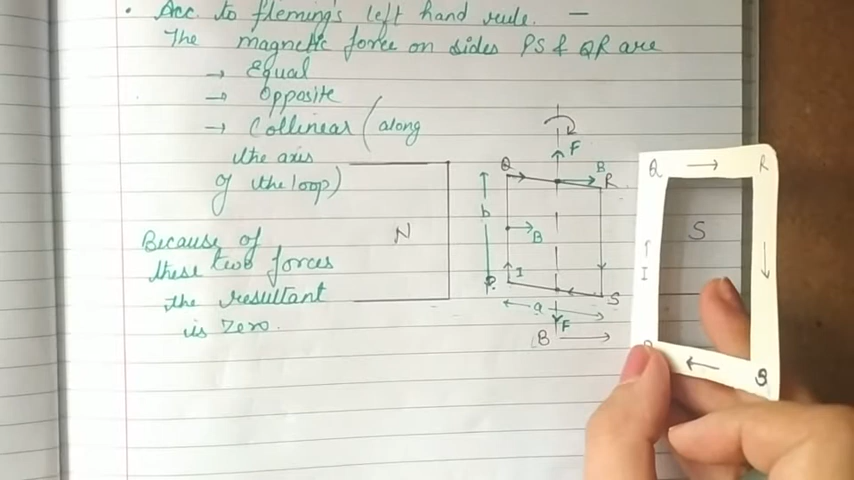 • Acc. to fleming's left hand rule. —
The magnetic force on sides PS & QR are
→ Equal
→ Opposite
→ Collinear (along
the axis
of the loop)
Because of
these two forces
the resultant
is zero.
N
Q
F
B
R
b
B
I
P
S
a
F
B
Q → R
S
I